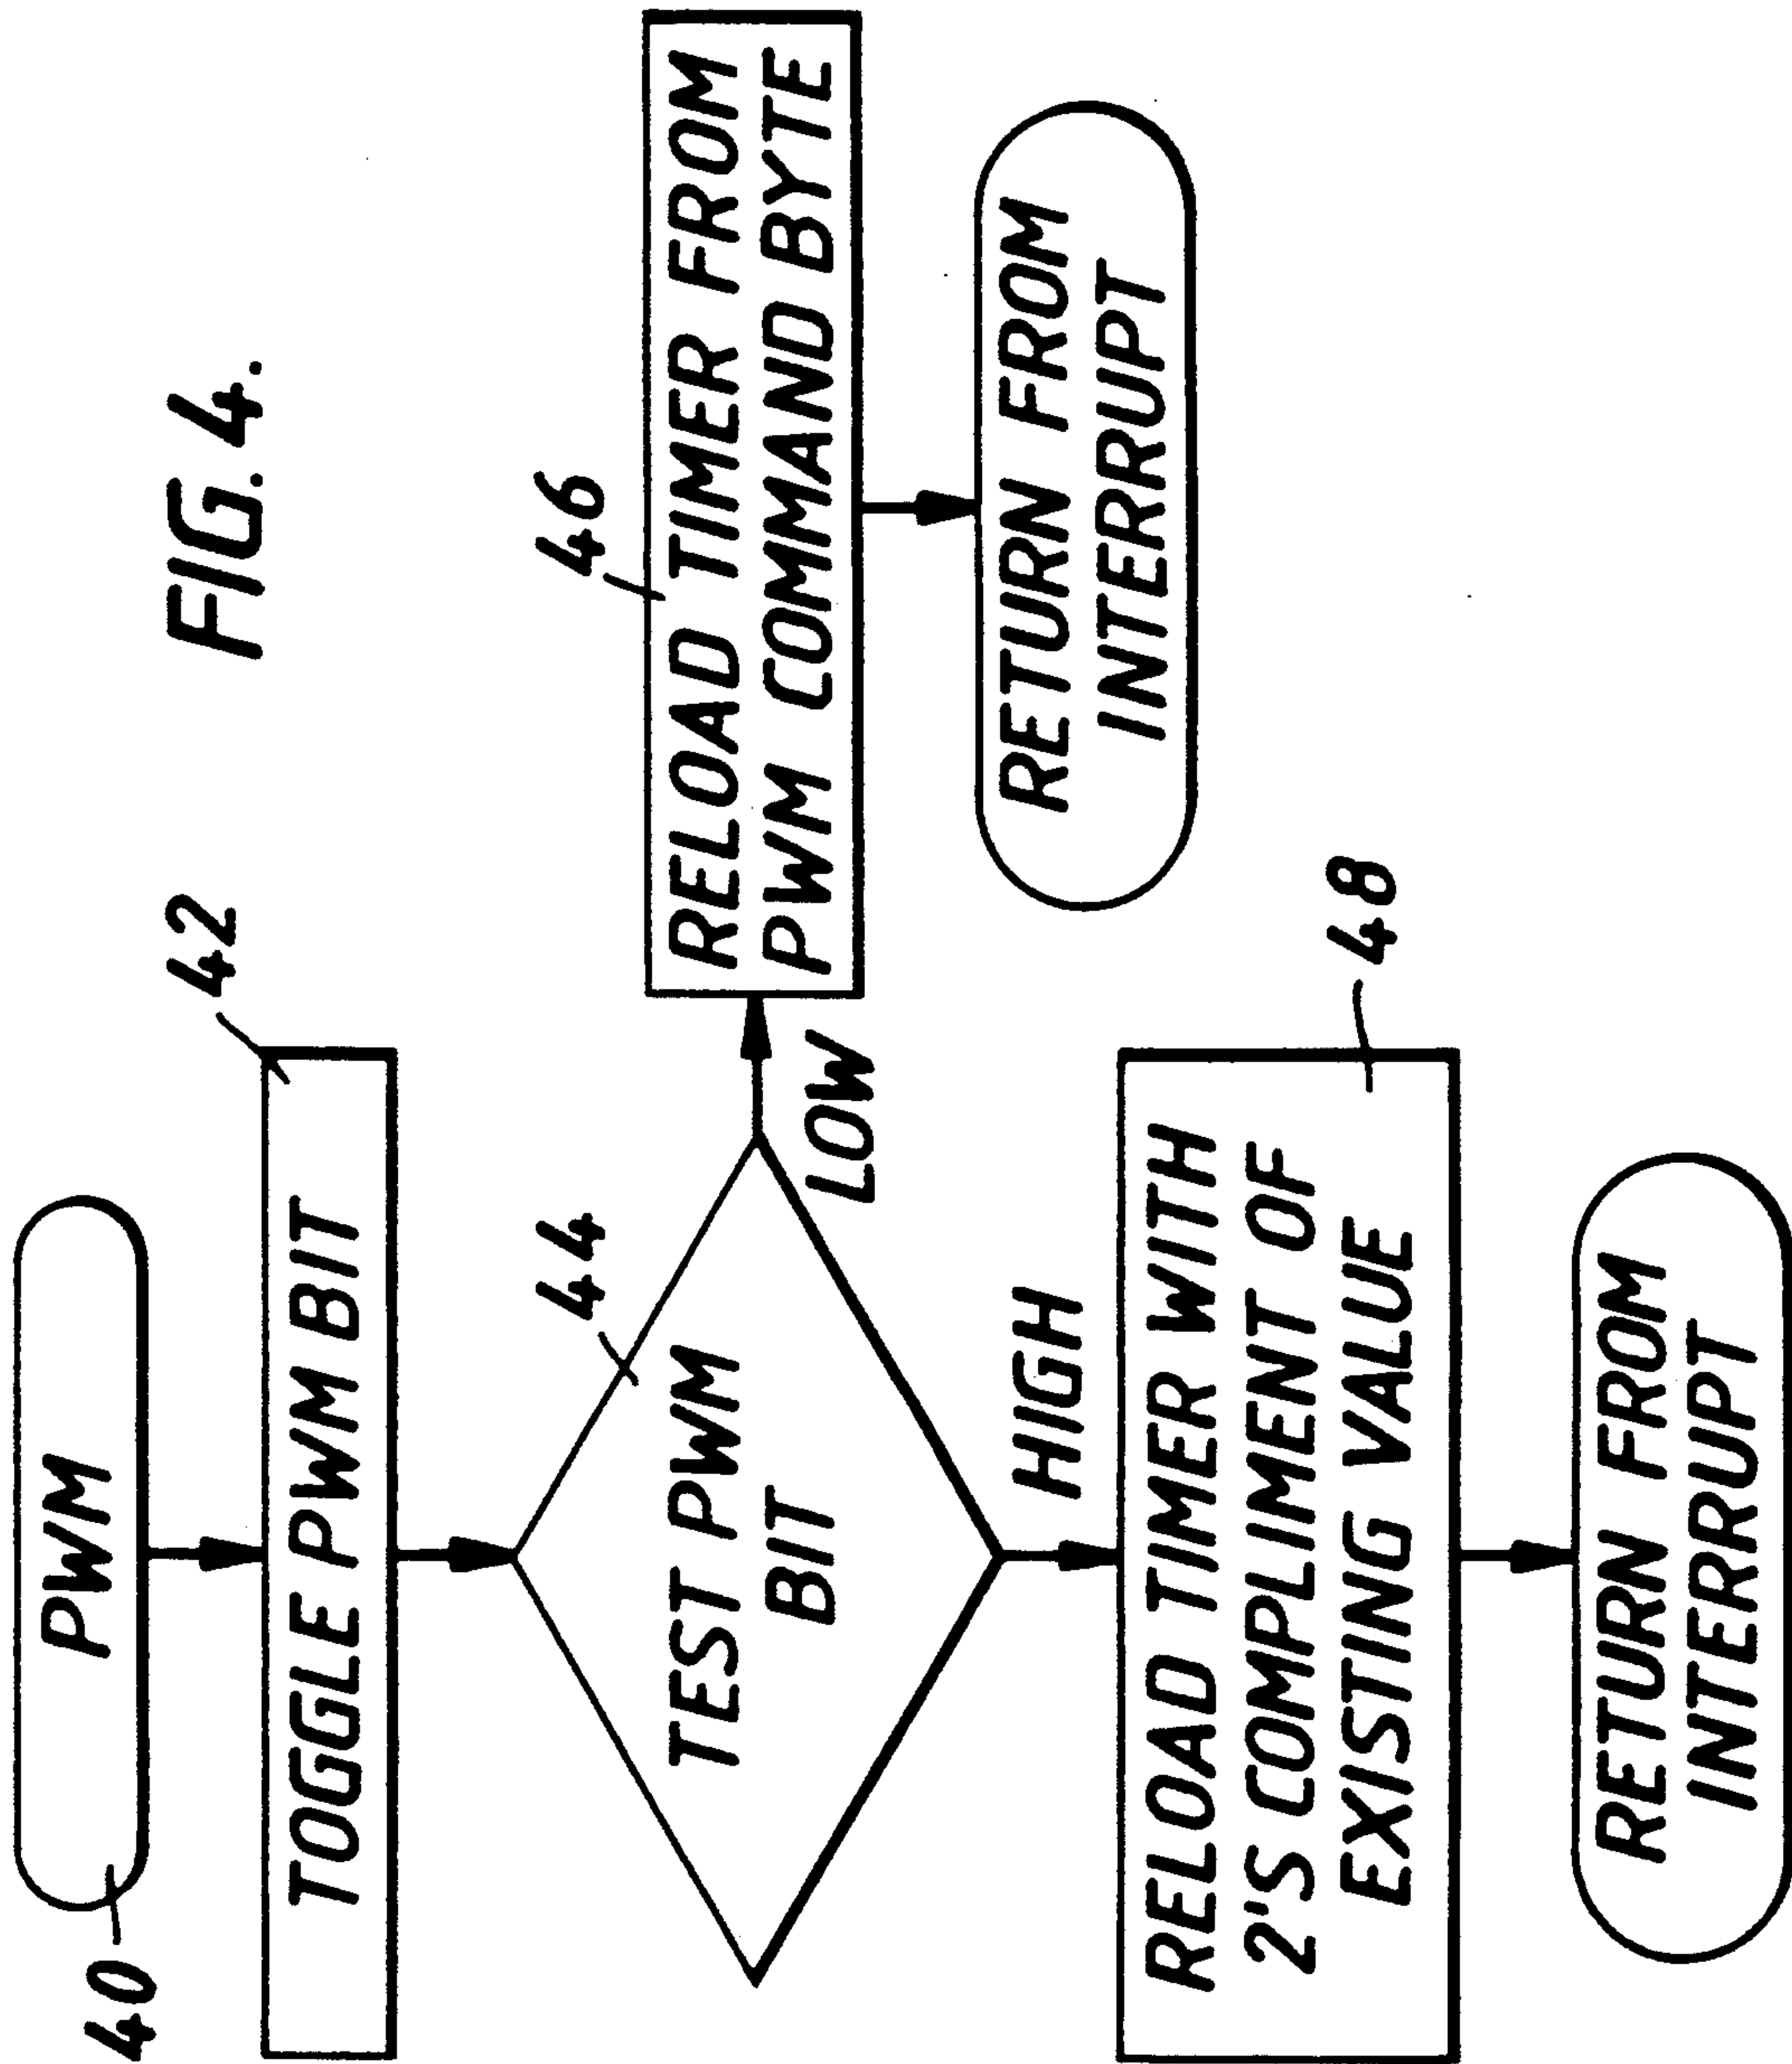 FIG. 4.
40
PWM
42
TOGGLE PWM BIT
44
TEST PWM
BIT
LOW
HIGH
46
RELOAD TIMER FROM
PWM COMMAND BYTE
RETURN FROM
INTERRUPT
48
RELOAD TIMER WITH
2'S COMPLIMENT OF
EXISTING VALUE
RETURN FROM
INTERRUPT